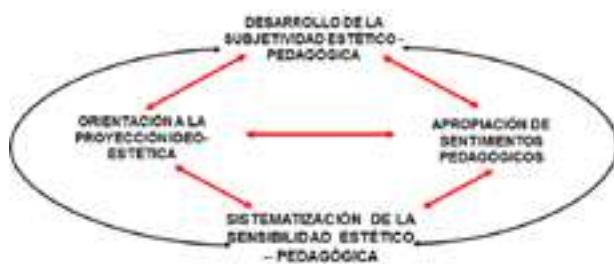 DESARROLLO DE LA
SUBJETIVIDAD ESTÉTICO -
PEDAGÓGICA
ORIENTACIÓN A LA
PROYECCIÓN IDEO-
ESTÉTICA
APROPIACIÓN DE
SENTIMIENTOS
PEDAGÓGICOS
SISTEMATIZACIÓN DE LA
SENSIBILIDAD ESTÉTICO
– PEDAGÓGICA